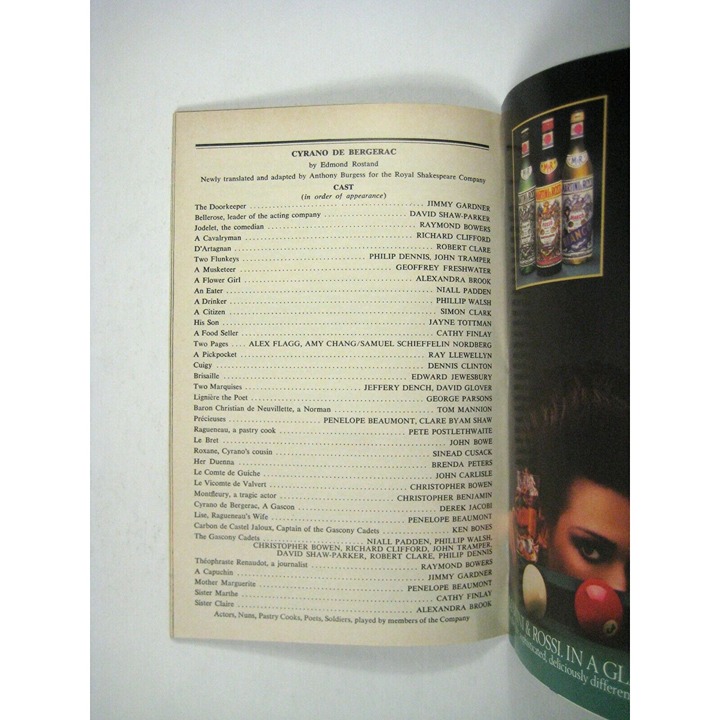 CYRANO DE BERGERAC
by Edmond Rostand
Newly translated and adapted by Anthony Burgess for the Royal Shakespeare Company
CAST
(in order of appearance)
The Doorkeeper ........ JIMMY GARDNER
Bellerose, leader of the acting company ........ DAVID SHAW-PARKER
Jodelet, the comedian ........ RAYMOND BOWERS
A Cavalryman ........ RICHARD CLIFFORD
D'Artagnan ........ ROBERT CLARE
Two Flunkeys ........ PHILIP DENNIS, JOHN TRAMPER
A Musketeer ........ GEOFFREY FRESHWATER
A Flower Girl ........ ALEXANDRA BROOK
An Eater ........ NIALL PADDEN
A Drinker ........ PHILLIP WALSH
A Citizen ........ SIMON CLARK
His Son ........ JAYNE TOTTMAN
A Food Seller ........ CATHY FINLAY
Two Pages .... ALEX FLAGG, AMY CHANG/SAMUEL SCHIEFFELIN NORDBERG
A Pickpocket ........ RAY LLEWELLYN
Cuigy ........ DENNIS CLINTON
Brisaille ........ EDWARD JEWESBURY
Two Marquises ........ JEFFERY DENCH, DAVID GLOVER
Lignière the Poet ........ GEORGE PARSONS
Baron Christian de Neuvillette, a Norman ........ TOM MANNION
Précieuses ........ PENELOPE BEAUMONT, CLARE BYAM SHAW
Ragueneau, a pastry cook ........ PETE POSTLETHWAITE
Le Bret ........ JOHN BOWE
Roxane, Cyrano's cousin ........ SINEAD CUSACK
Her Duenna ........ BRENDA PETERS
Le Comte de Guiche ........ JOHN CARLISLE
Le Vicomte de Valvert ........ CHRISTOPHER BOWEN
Montfleury, a tragic actor ........ CHRISTOPHER BENJAMIN
Cyrano de Bergerac, A Gascon ........ DEREK JACOBI
Lise, Ragueneau's Wife ........ PENELOPE BEAUMONT
Carbon de Castel Jaloux, Captain of the Gascony Cadets ........ KEN BONES
The Gascony Cadets ........ NIALL PADDEN, PHILLIP WALSH,
CHRISTOPHER BOWEN, RICHARD CLIFFORD, JOHN TRAMPER,
DAVID SHAW-PARKER, ROBERT CLARE, PHILIP DENNIS
Théophraste Renaudot, a journalist ........ RAYMOND BOWERS
A Capuchin ........ JIMMY GARDNER
Mother Marguerite ........ PENELOPE BEAUMONT
Sister Marthe ........ CATHY FINLAY
Sister Claire ........ ALEXANDRA BROOK
Actors, Nuns, Pastry Cooks, Poets, Soldiers, played by members of the Company
& ROSSI. IN A GL
deliciously differen